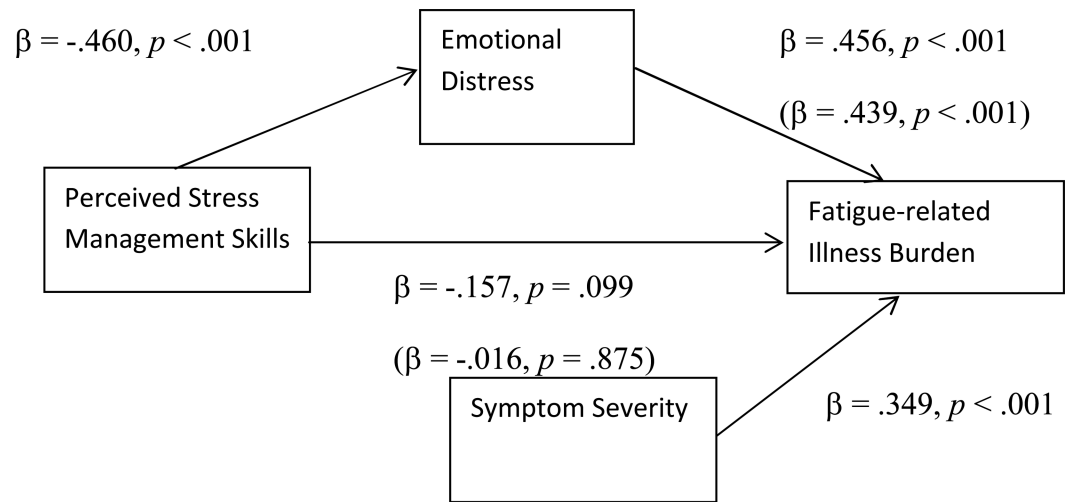 β = -.460, p < .001
Emotional
Distress
β = .456, p < .001
(β = .439, p < .001)
Perceived Stress
Management Skills
Fatigue-related
Illness Burden
β = -.157, p = .099
(β = -.016, p = .875)
Symptom Severity
β = .349, p < .001